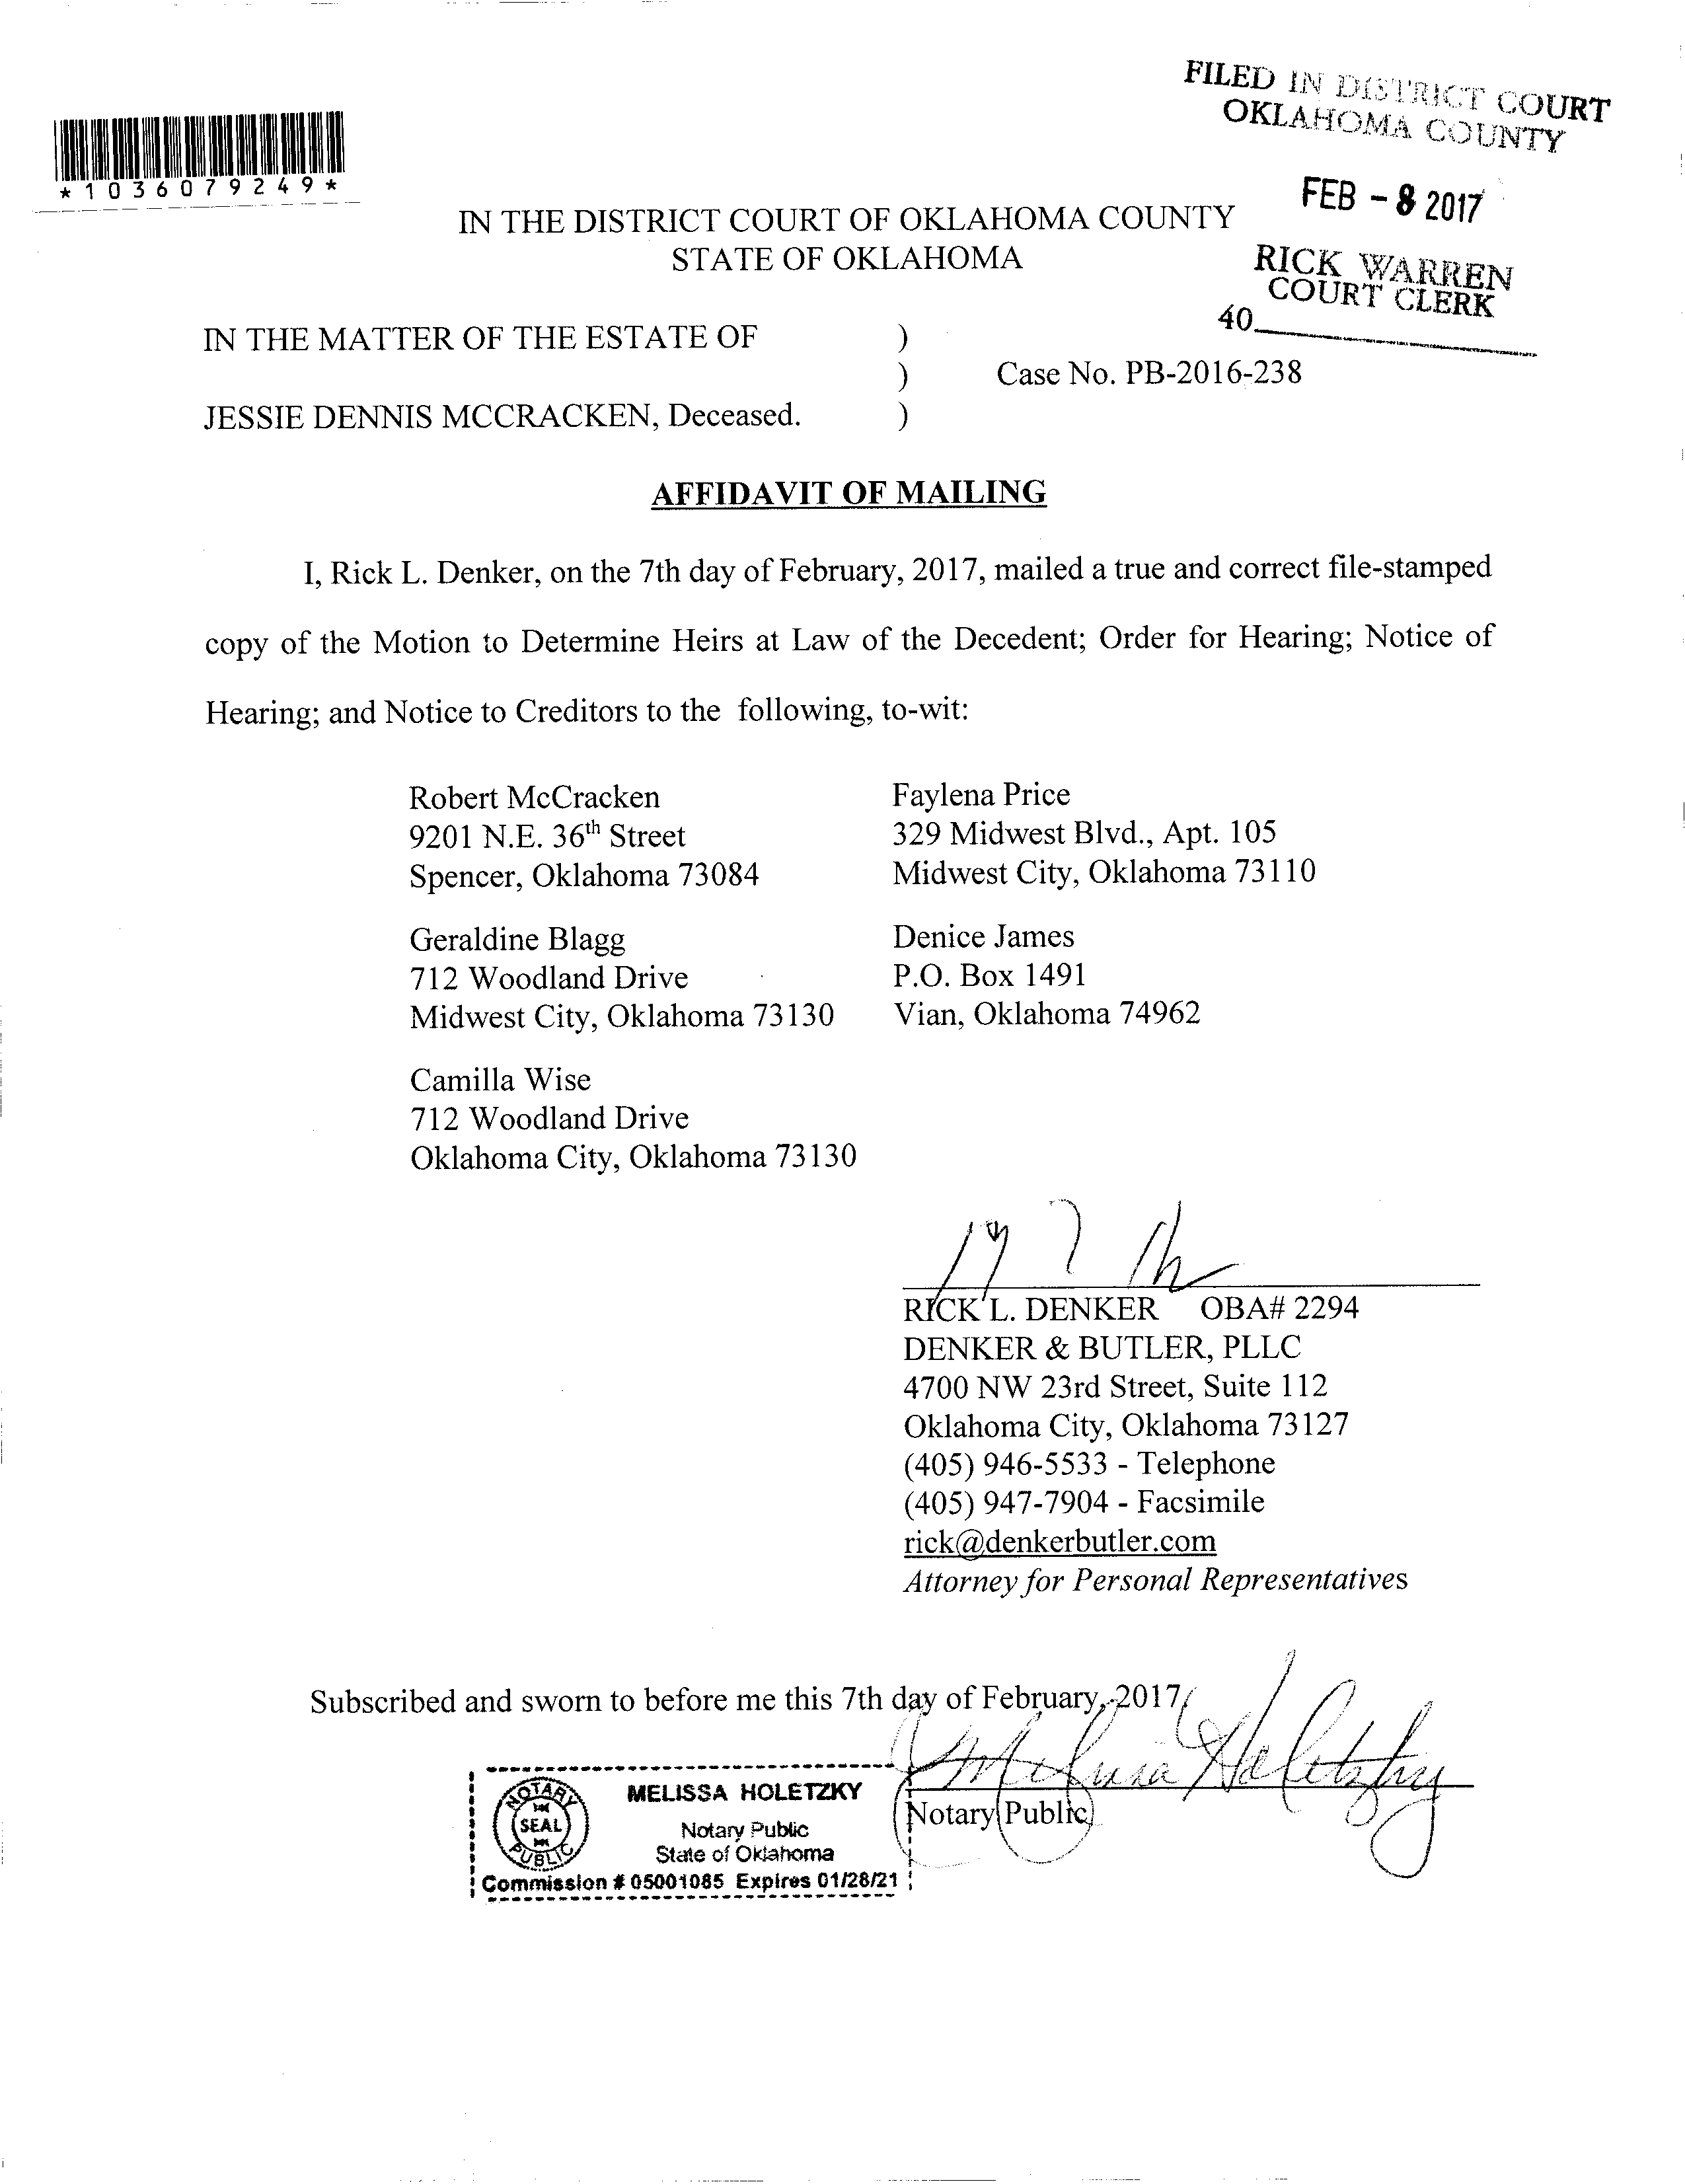 FILED IN DISTRICT COURT
OKLAHOMA COUNTY
FEB - 8 2017
RICK WARREN
COURT CLERK
40
*1036079249*
IN THE DISTRICT COURT OF OKLAHOMA COUNTY
STATE OF OKLAHOMA
IN THE MATTER OF THE ESTATE OF )
) Case No. PB-2016-238
JESSIE DENNIS MCCRACKEN, Deceased. )
AFFIDAVIT OF MAILING
I, Rick L. Denker, on the 7th day of February, 2017, mailed a true and correct file-stamped
copy of the Motion to Determine Heirs at Law of the Decedent; Order for Hearing; Notice of
Hearing; and Notice to Creditors to the following, to-wit:
Robert McCracken
9201 N.E. 36th Street
Spencer, Oklahoma 73084
Faylena Price
329 Midwest Blvd., Apt. 105
Midwest City, Oklahoma 73110
Geraldine Blagg
712 Woodland Drive
Midwest City, Oklahoma 73130
Denice James
P.O. Box 1491
Vian, Oklahoma 74962
Camilla Wise
712 Woodland Drive
Oklahoma City, Oklahoma 73130
RICK L. DENKER OBA# 2294
DENKER & BUTLER, PLLC
4700 NW 23rd Street, Suite 112
Oklahoma City, Oklahoma 73127
(405) 946-5533 - Telephone
(405) 947-7904 - Facsimile
rick@denkerbutler.com
Attorney for Personal Representatives
Subscribed and sworn to before me this 7th day of February, 2017.
Melissa Holetzky
Notary Public
NOTARY
SEAL
PUBLIC
MELISSA HOLETZKY
Notary Public
State of Oklahoma
Commission # 05001085 Expires 01/28/21